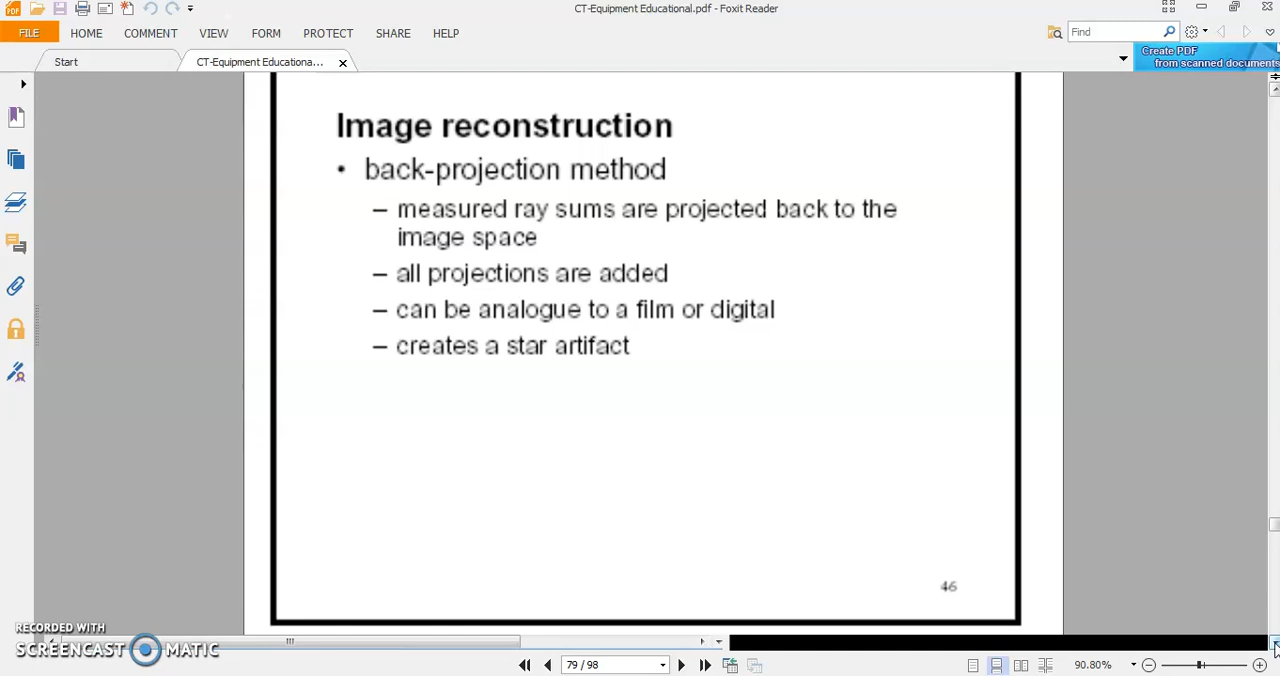 CT-Equipment Educational.pdf - Foxit Reader
FILE HOME COMMENT VIEW FORM PROTECT SHARE HELP
Find
Start
CT-Equipment Educationa...
Create PDF
from scanned documents
Image reconstruction
• back-projection method
– measured ray sums are projected back to the
image space
– all projections are added
– can be analogue to a film or digital
– creates a star artifact
46
RECORDED WITH
SCREENCAST MATIC
79 / 98
90.80%